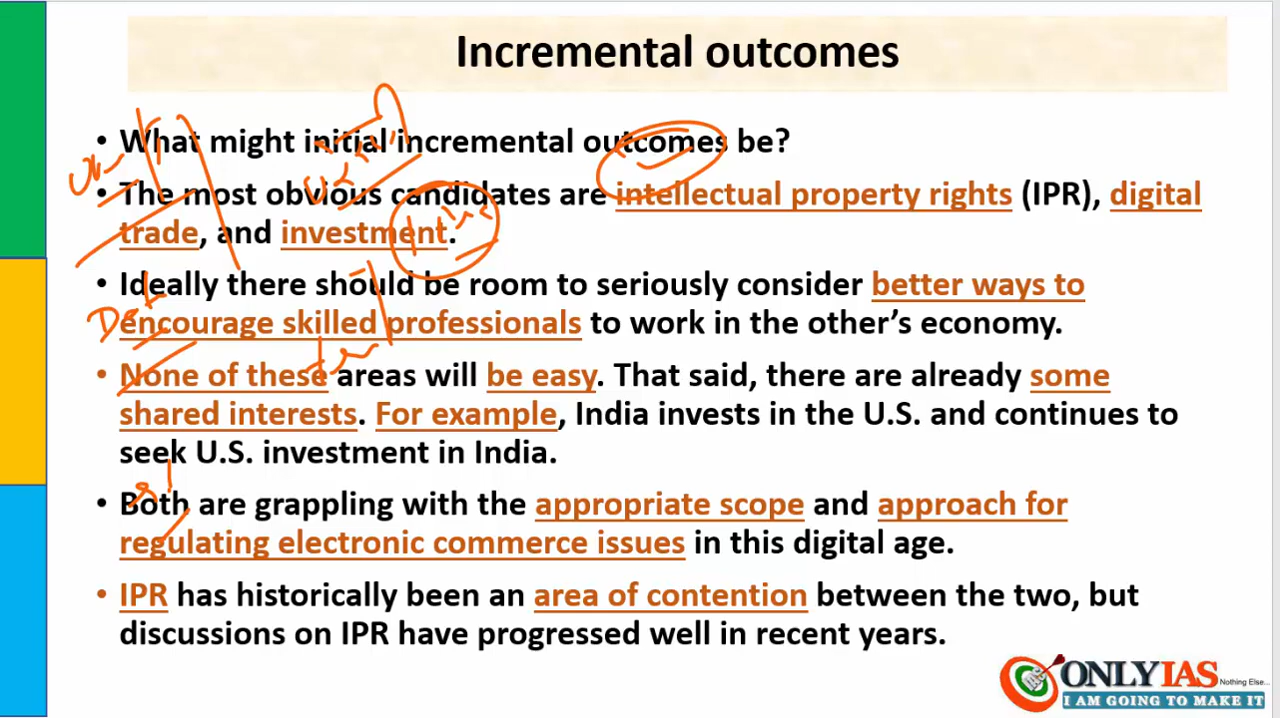 Incremental outcomes
• What might initial incremental outcomes be?
• The most obvious candidates are intellectual property rights (IPR), digital
trade, and investment.
• Ideally there should be room to seriously consider better ways to
encourage skilled professionals to work in the other’s economy.
• None of these areas will be easy. That said, there are already some
shared interests. For example, India invests in the U.S. and continues to
seek U.S. investment in India.
• Both are grappling with the appropriate scope and approach for
regulating electronic commerce issues in this digital age.
• IPR has historically been an area of contention between the two, but
discussions on IPR have progressed well in recent years.
ONLYIAS
Nothing Else...
I AM GOING TO MAKE IT